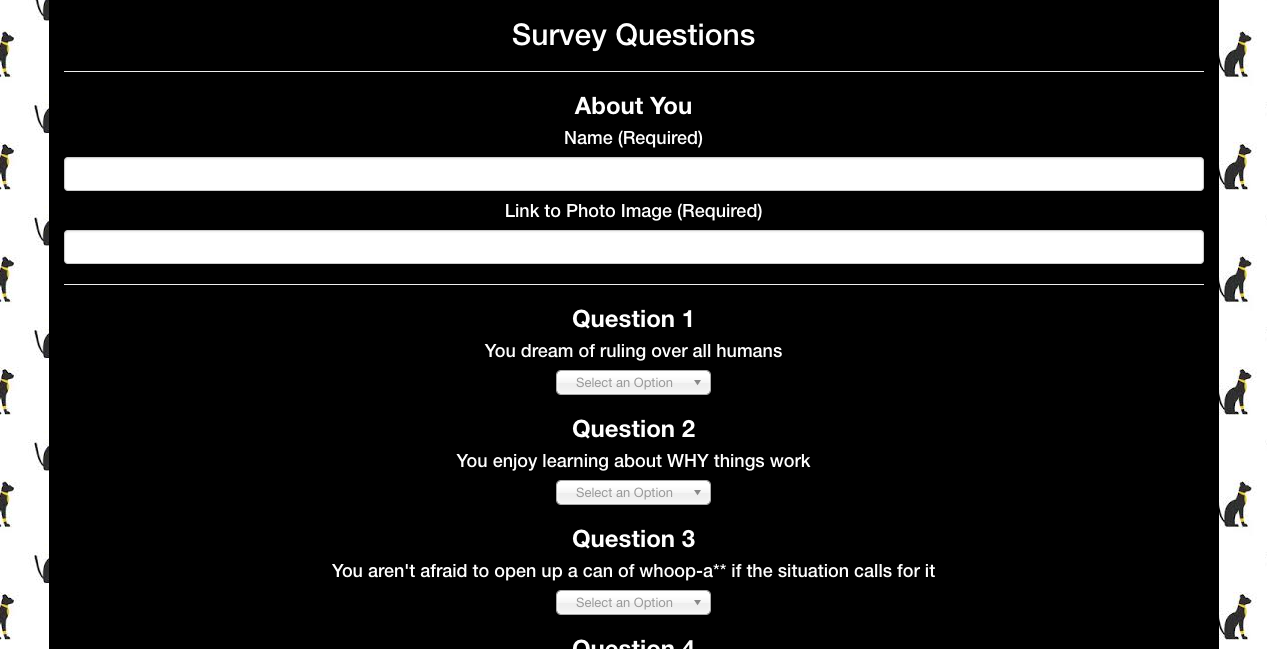 Survey Questions
About You
Name (Required)
Link to Photo Image (Required)
Question 1
You dream of ruling over all humans
Select an Option
Question 2
You enjoy learning about WHY things work
Select an Option
Question 3
You aren't afraid to open up a can of whoop-a** if the situation calls for it
Select an Option
Question 4